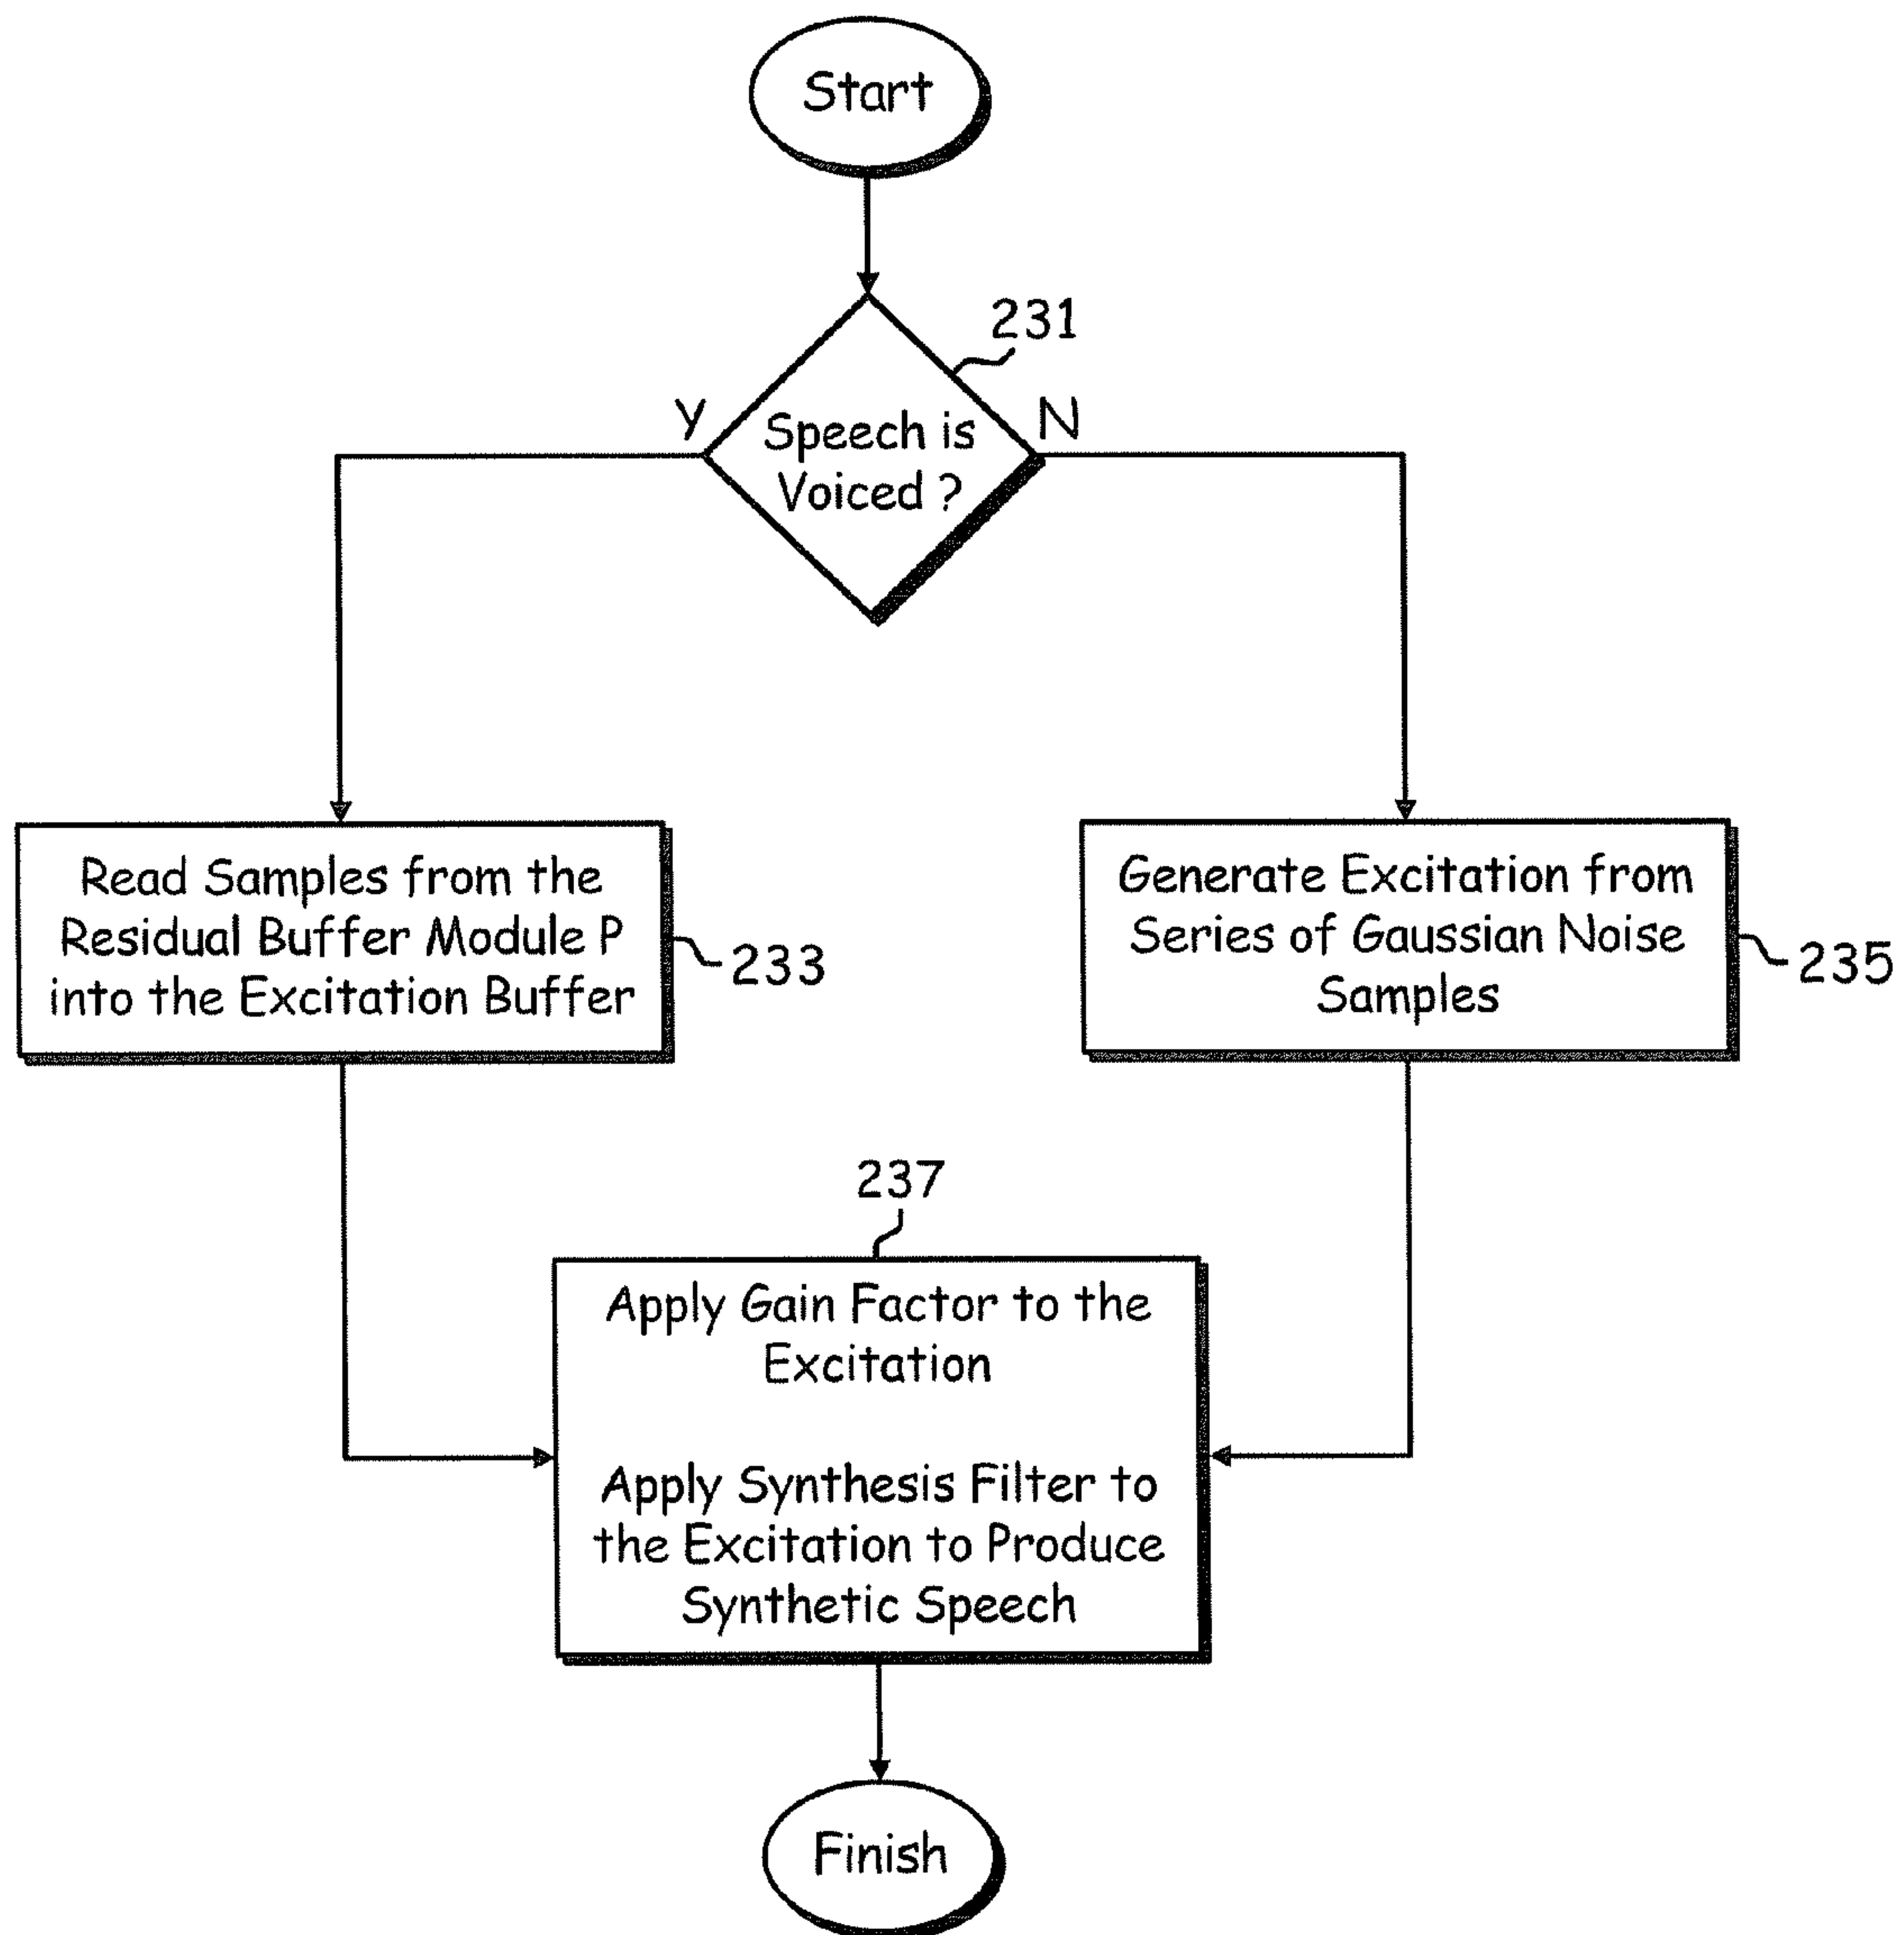 Start
231
Y
N
Speech is
Voiced ?
Read Samples from the
Residual Buffer Module P
into the Excitation Buffer
233
Generate Excitation from
Series of Gaussian Noise
Samples
235
237
Apply Gain Factor to the
Excitation
Apply Synthesis Filter to
the Excitation to Produce
Synthetic Speech
Finish